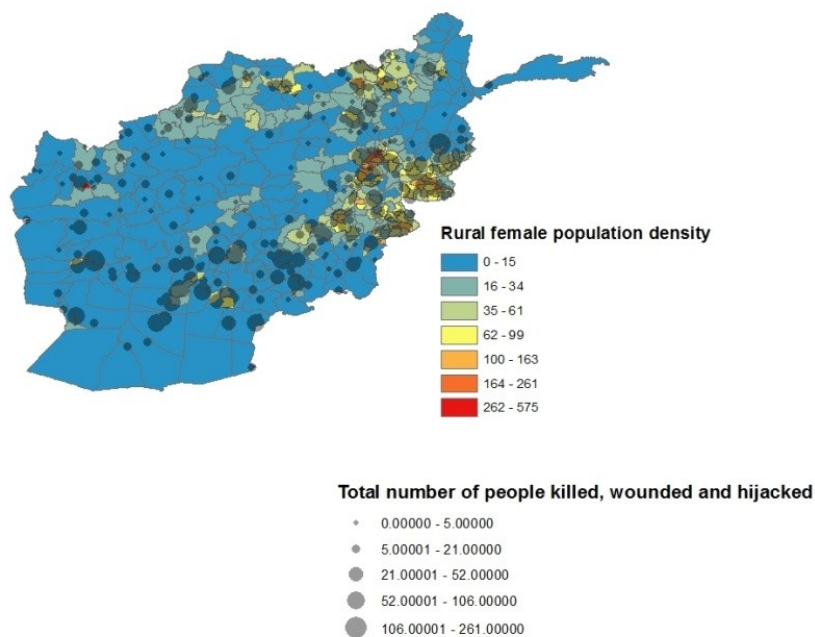 Rural female population density
0 - 15
16 - 34
35 - 61
62 - 99
100 - 163
164 - 261
262 - 575
Total number of people killed, wounded and hijacked
0.00000 - 5.00000
5.00001 - 21.00000
21.00001 - 52.00000
52.00001 - 106.00000
106.00001 - 261.00000